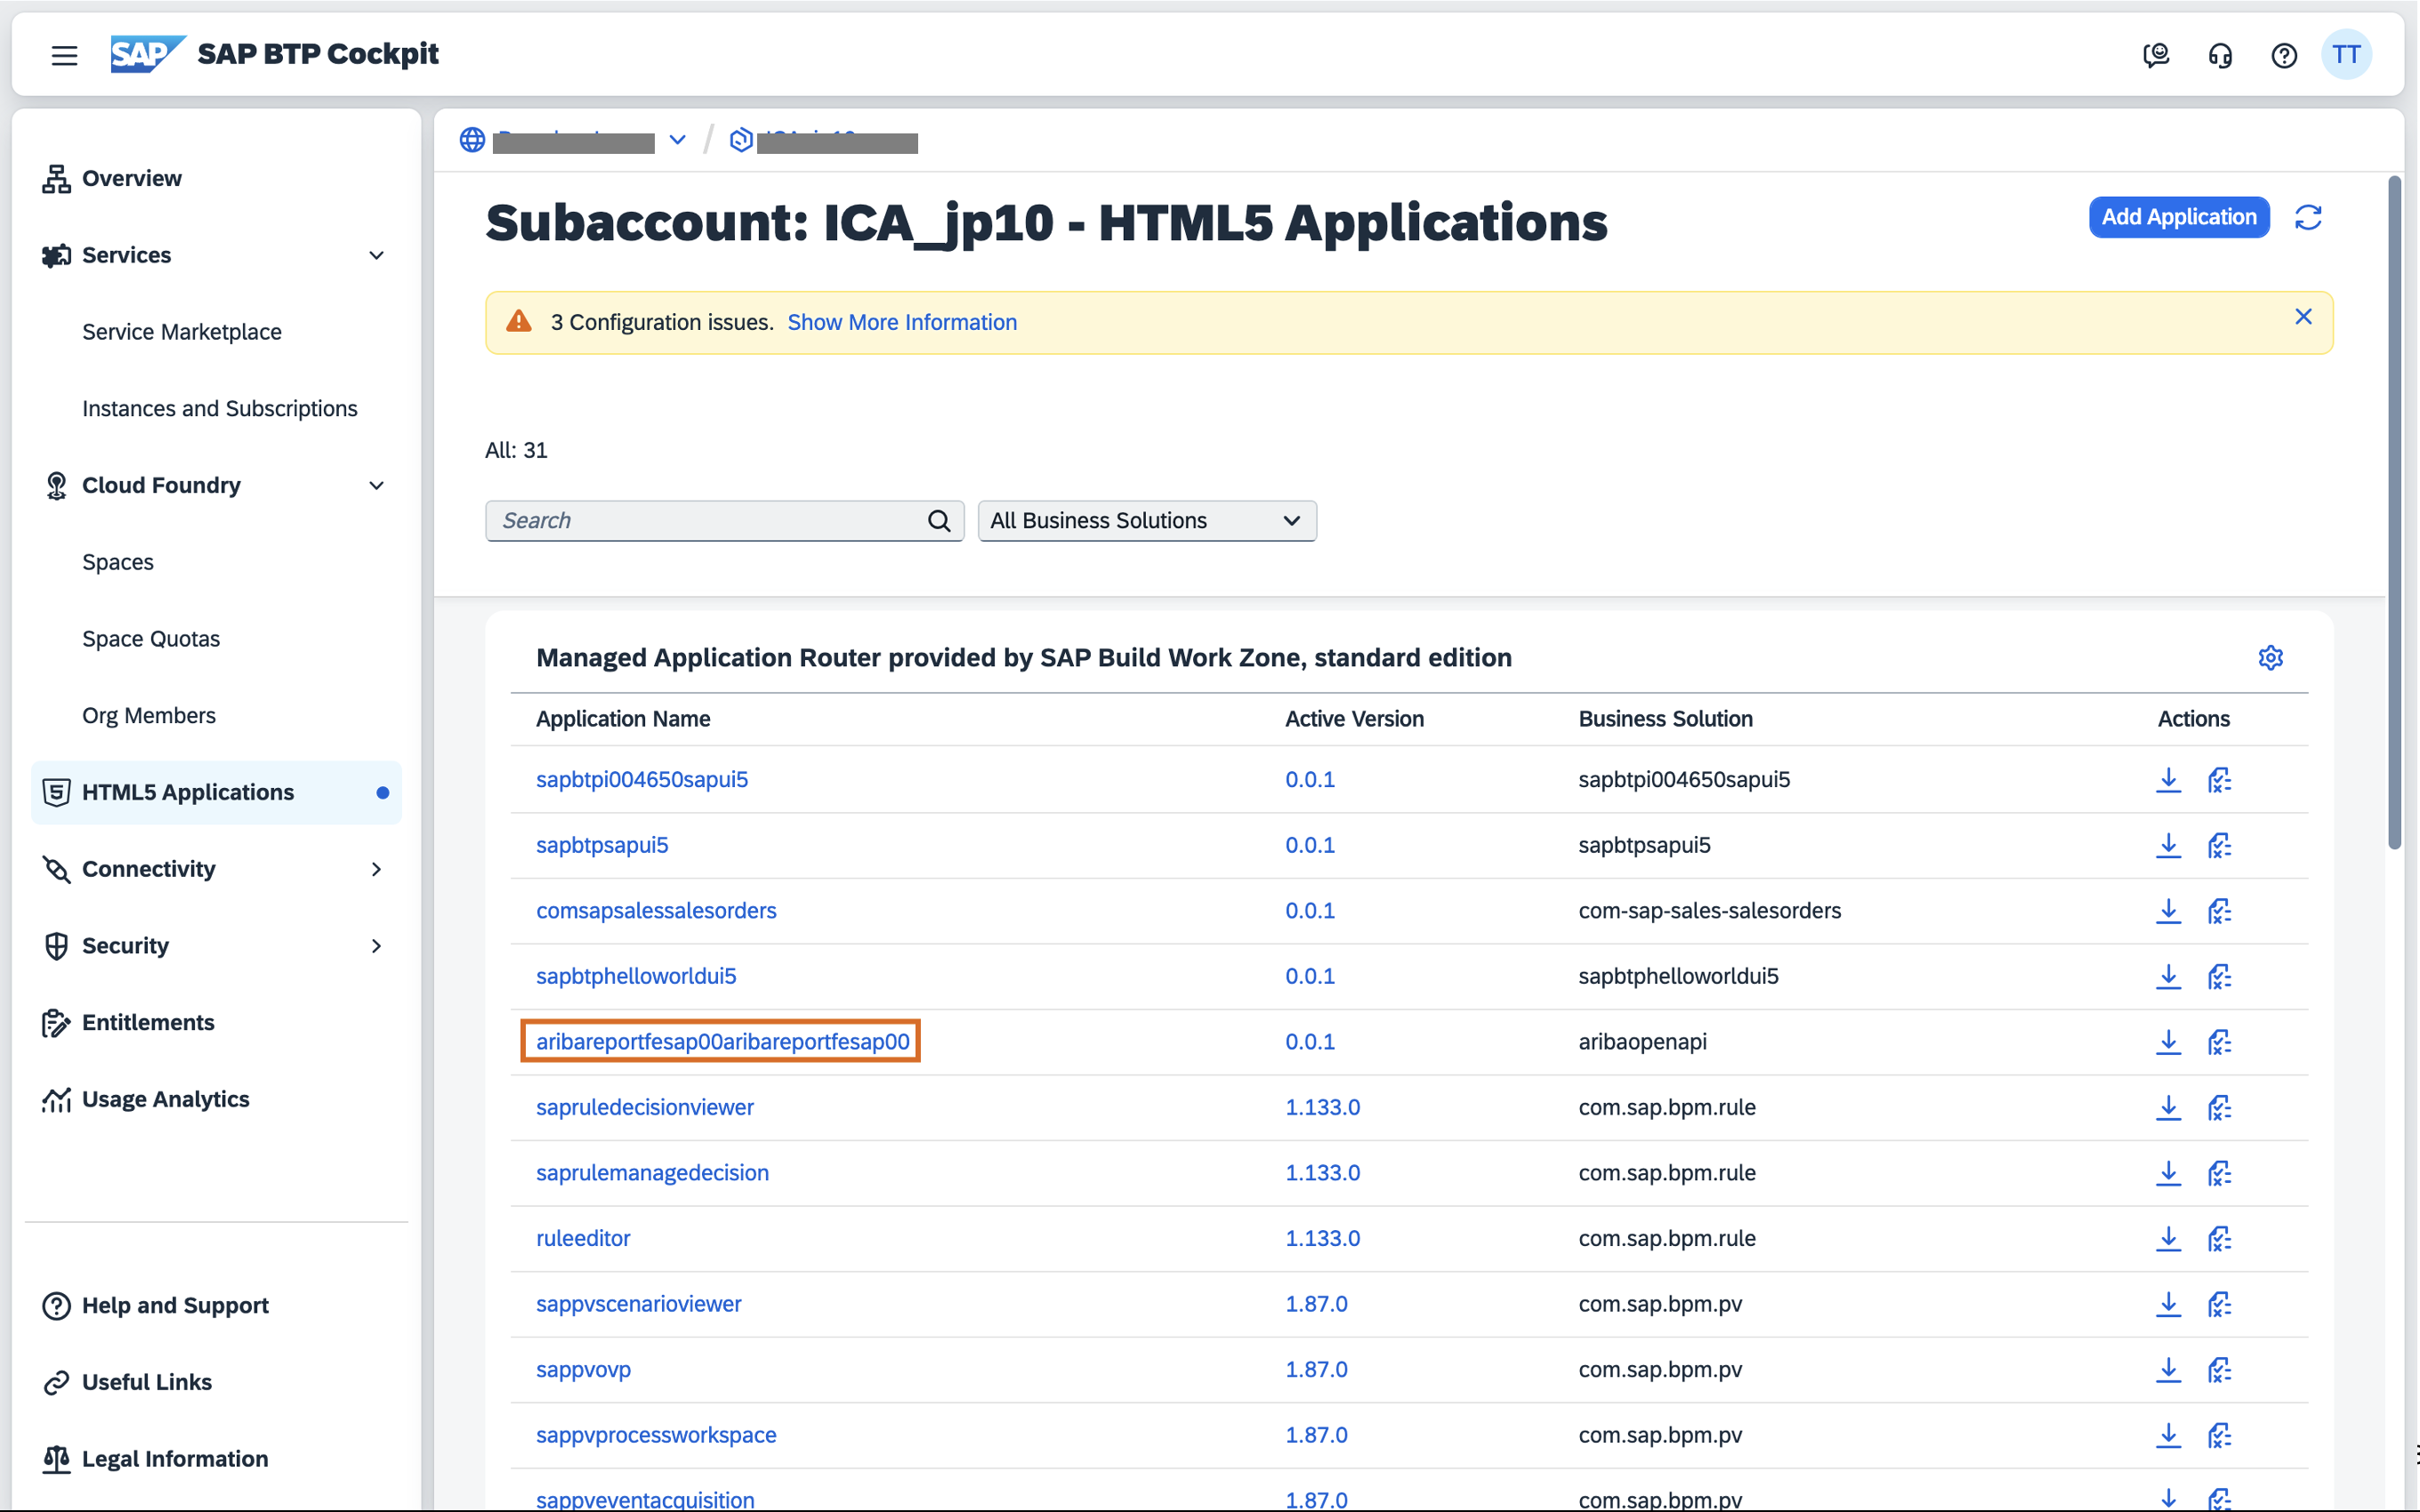 SAP SAP BTP Cockpit
TT
Overview
Services
Service Marketplace
Instances and Subscriptions
Cloud Foundry
Spaces
Space Quotas
Org Members
HTML5 Applications
Connectivity
Security
Entitlements
Usage Analytics
Help and Support
Useful Links
Legal Information
/
Subaccount: ICA_jp10 - HTML5 Applications
Add Application
3 Configuration issues. Show More Information
All: 31
Search
All Business Solutions
Managed Application Router provided by SAP Build Work Zone, standard edition
Application Name Active Version Business Solution Actions
sapbtpi004650sapui5 0.0.1 sapbtpi004650sapui5
sapbtpsapui5 0.0.1 sapbtpsapui5
comsapsalessalesorders 0.0.1 com-sap-sales-salesorders
sapbtphelloworldui5 0.0.1 sapbtphelloworldui5
aribareportfesap00aribareportfesap00 0.0.1 aribaopenapi
sapruledecisionviewer 1.133.0 com.sap.bpm.rule
saprulemanagedecision 1.133.0 com.sap.bpm.rule
ruleeditor 1.133.0 com.sap.bpm.rule
sappvscenarioviewer 1.87.0 com.sap.bpm.pv
sappvovp 1.87.0 com.sap.bpm.pv
sappvprocessworkspace 1.87.0 com.sap.bpm.pv
sappveventacquisition 1.87.0 com.sap.bpm.pv